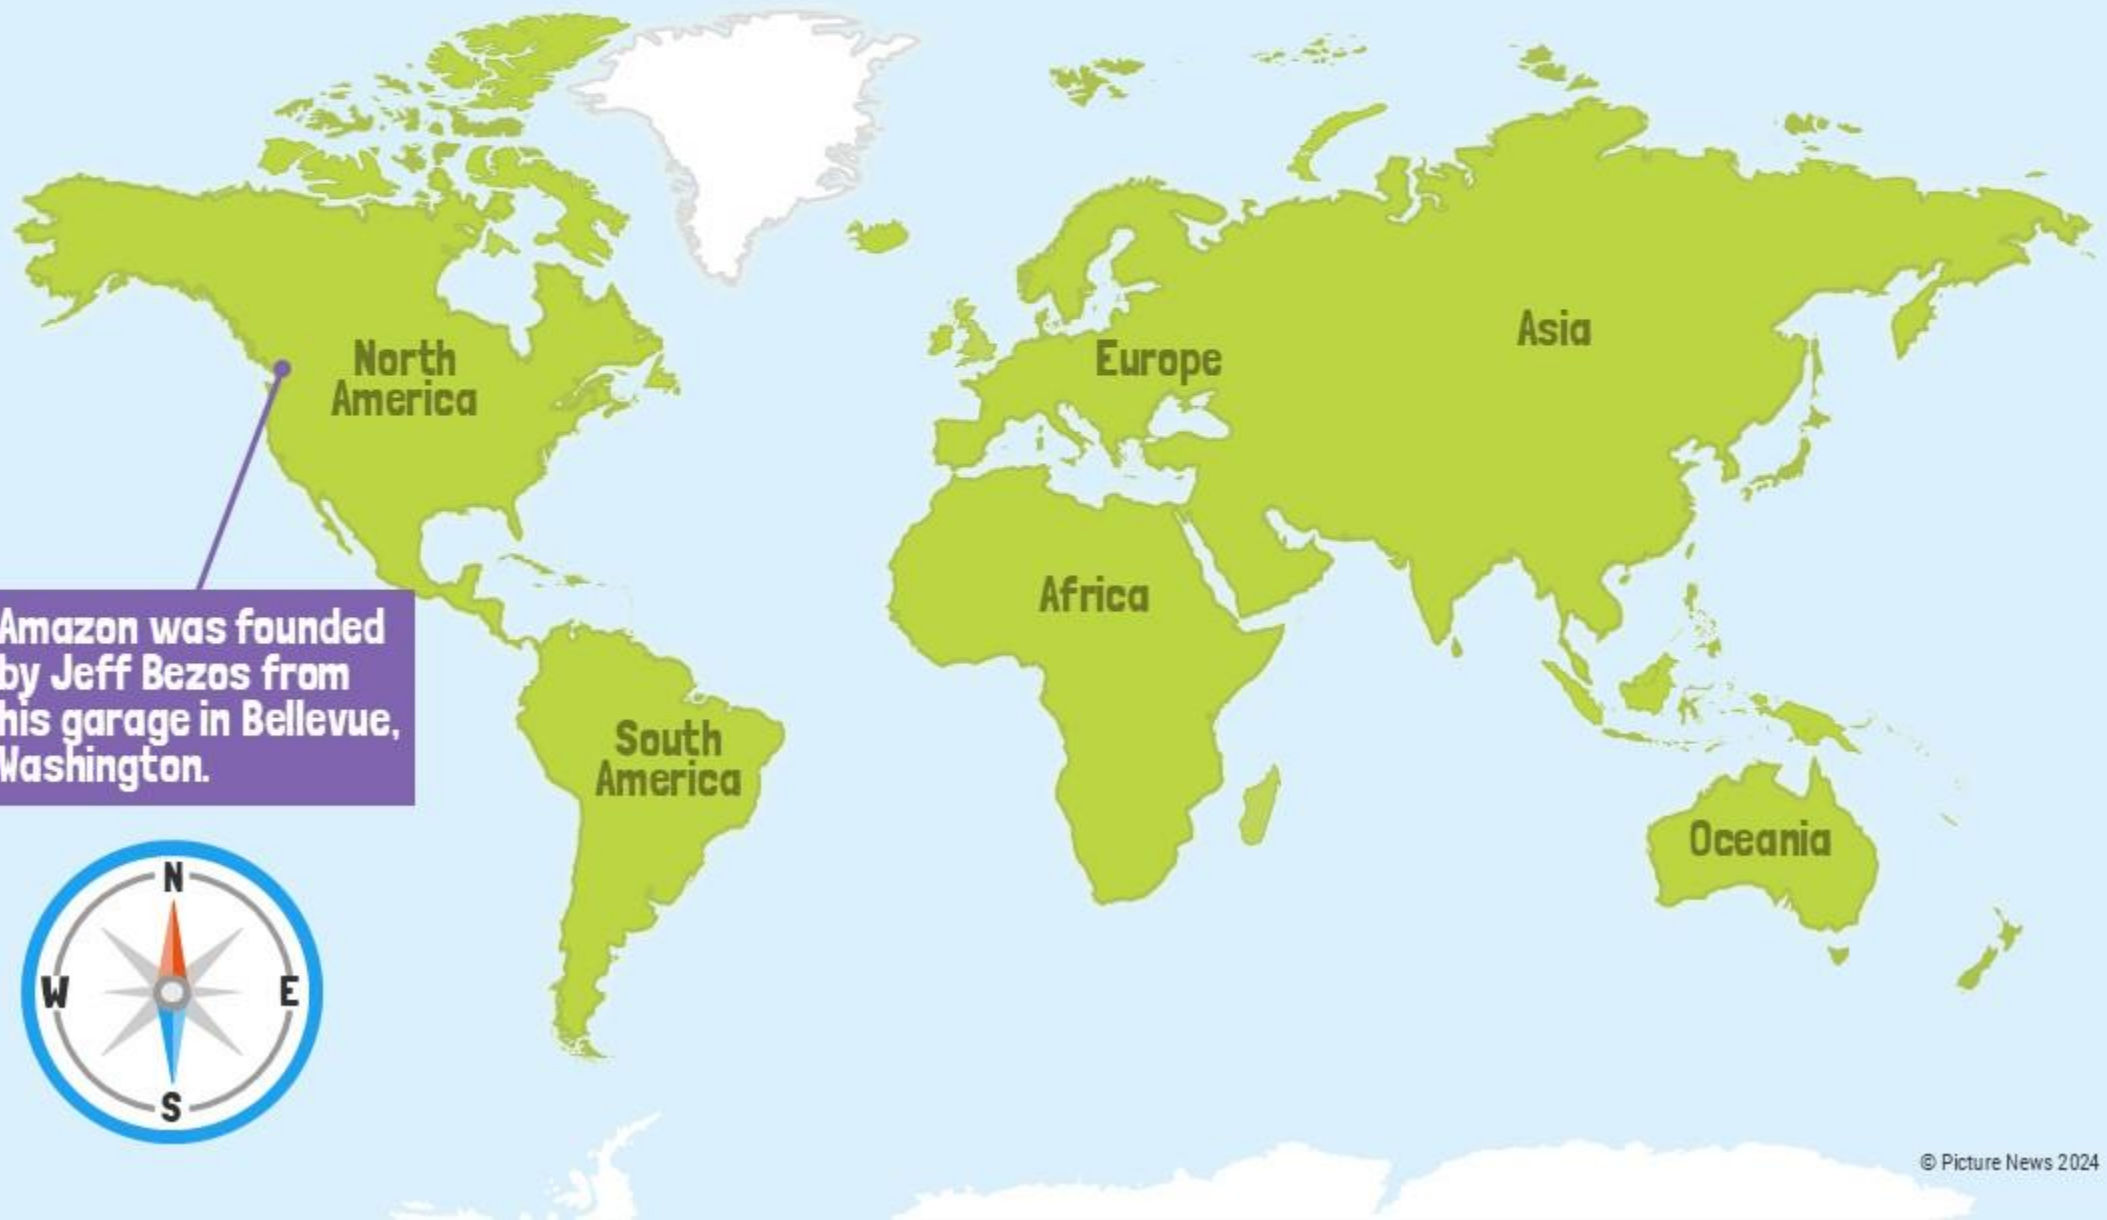 North
America
Europe
Asia
Africa
Amazon was founded
by Jeff Bezos from
his garage in Bellevue,
Washington.
South
America
Oceania
N
W
E
S
© Picture News 2024